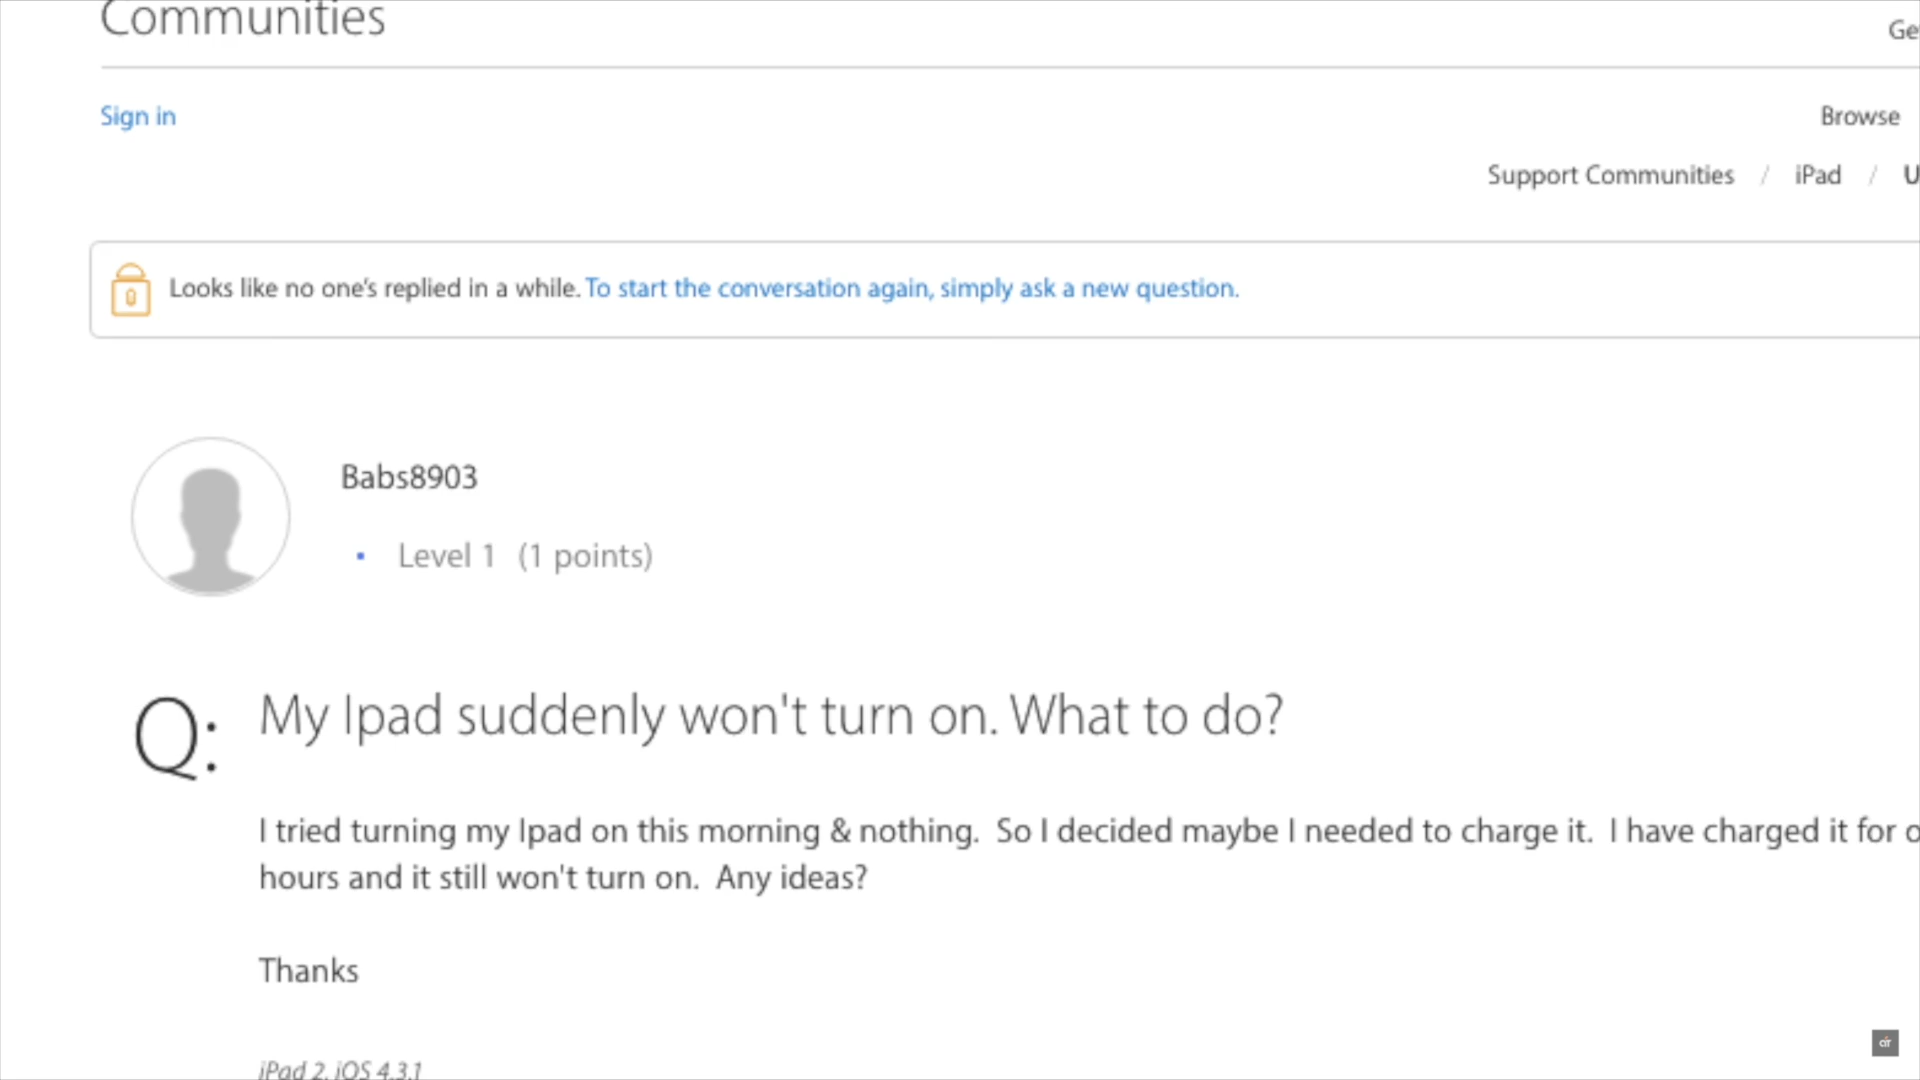 Communities
Ge
Sign in
Browse
Support Communities / iPad / U
Looks like no one's replied in a while. To start the conversation again, simply ask a new question.
Babs8903
Level 1 (1 points)
Q: My Ipad suddenly won't turn on. What to do?
I tried turning my Ipad on this morning & nothing. So I decided maybe I needed to charge it. I have charged it for o
hours and it still won't turn on. Any ideas?
Thanks
iPad 2, iOS 4.3.1